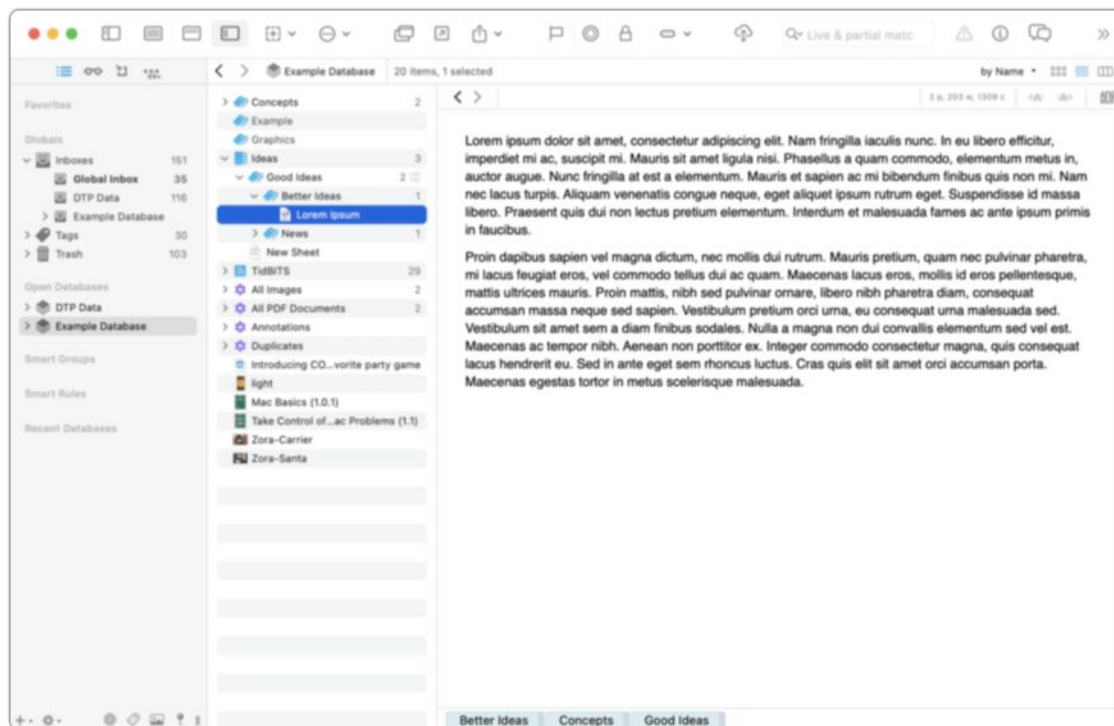 Live & partial matc
Example Database
20 items, 1 selected
by Name
Favorites
Globals
Inboxes 151
Global Inbox 35
DTP Data 116
Example Database
Tags 30
Trash 103
Open Databases
DTP Data
Example Database
Smart Groups
Smart Rules
Recent Databases
Concepts 2
Example
Graphics
Ideas 3
Good Ideas 2
Better Ideas 1
Lorem Ipsum
News 1
New Sheet
TidBITS 29
All Images 2
All PDF Documents 2
Annotations
Duplicates
Introducing CO...vorite party game
light
Mac Basics (1.0.1)
Take Control of...ac Problems (1.1)
Zora-Carrier
Zora-Santa
2 p, 203 w, 1309 c
Lorem ipsum dolor sit amet, consectetur adipiscing elit. Nam fringilla iaculis nunc. In eu libero efficitur,
imperdiet mi ac, suscipit mi. Mauris sit amet ligula nisi. Phasellus a quam commodo, elementum metus in,
auctor augue. Nunc fringilla at est a elementum. Mauris et sapien ac mi bibendum finibus quis non mi. Nam
nec lacus turpis. Aliquam venenatis congue neque, eget aliquet ipsum rutrum eget. Suspendisse id massa
libero. Praesent quis dui non lectus pretium elementum. Interdum et malesuada fames ac ante ipsum primis
in faucibus.
Proin dapibus sapien vel magna dictum, nec mollis dui rutrum. Mauris pretium, quam nec pulvinar pharetra,
mi lacus feugiat eros, vel commodo tellus dui ac quam. Maecenas lacus eros, mollis id eros pellentesque,
mattis ultrices mauris. Proin mattis, nibh sed pulvinar ornare, libero nibh pharetra diam, consequat
accumsan massa neque sed sapien. Vestibulum pretium orci urna, eu consequat urna malesuada sed.
Vestibulum sit amet sem a diam finibus sodales. Nulla a magna non dui convallis elementum sed vel est.
Maecenas ac tempor nibh. Aenean non porttitor ex. Integer commodo consectetur magna, quis consequat
lacus hendrerit eu. Sed in ante eget sem rhoncus luctus. Cras quis elit sit amet orci accumsan porta.
Maecenas egestas tortor in metus scelerisque malesuada.
Better Ideas
Concepts
Good Ideas